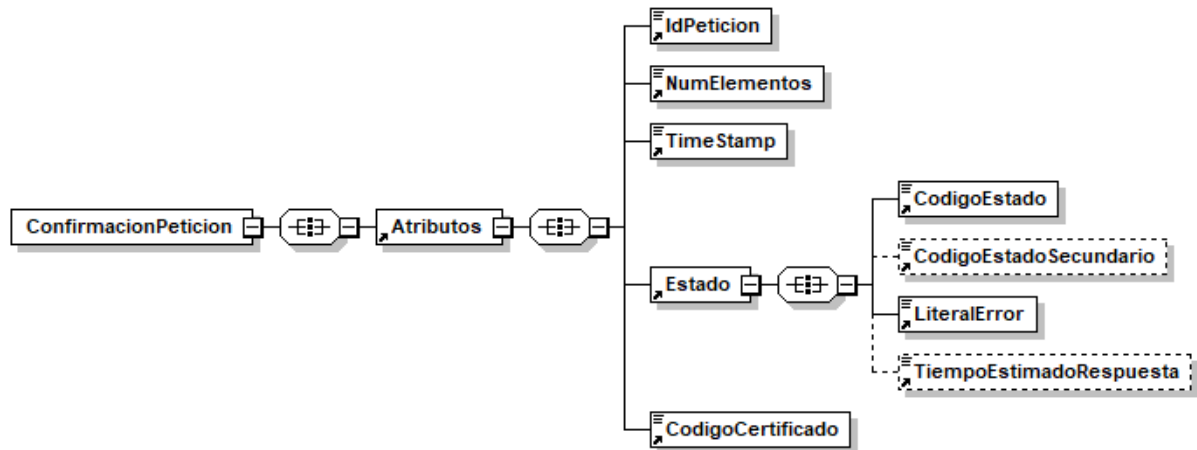 IdPeticion
NumElementos
TimeStamp
ConfirmacionPeticion
Atributos
Estado
CodigoEstado
CodigoEstadoSecundario
LiteralError
TiempoEstimadoRespuesta
CodigoCertificado